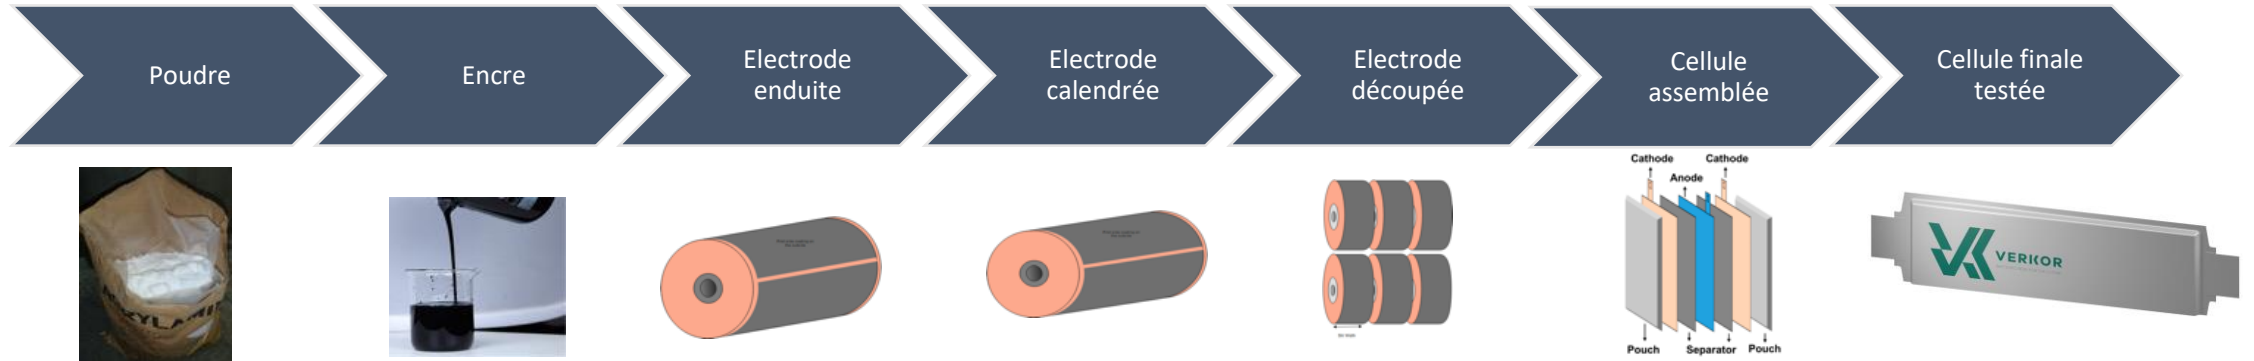 Poudre
Encre
Electrode
enduite
Electrode
calendrée
Electrode
découpée
Cellule
assemblée
Cellule finale
testée
Cathode
Cathode
Anode
Pouch
Separator
Pouch
VERKOR